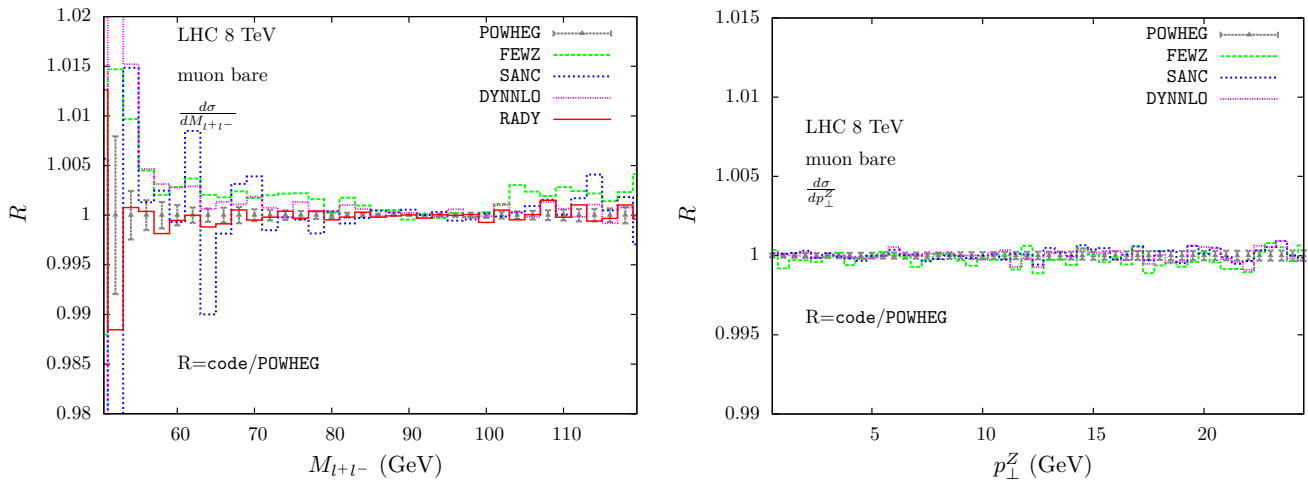 1.02
1.015
1.01
1.005
1
0.995
0.99
0.985
0.98
R
LHC 8 TeV
muon bare
dσ
dM_{l+l−}
POWHEG
FEWZ
SANC
DYNNLO
RADY
R=code/POWHEG
60 70 80 90 100 110
M_{l+l−} (GeV)
1.015
1.01
1.005
1
0.995
0.99
R
POWHEG
FEWZ
SANC
DYNNLO
LHC 8 TeV
muon bare
dσ
dp_⊥^Z
R=code/POWHEG
5 10 15 20
p_⊥^Z (GeV)